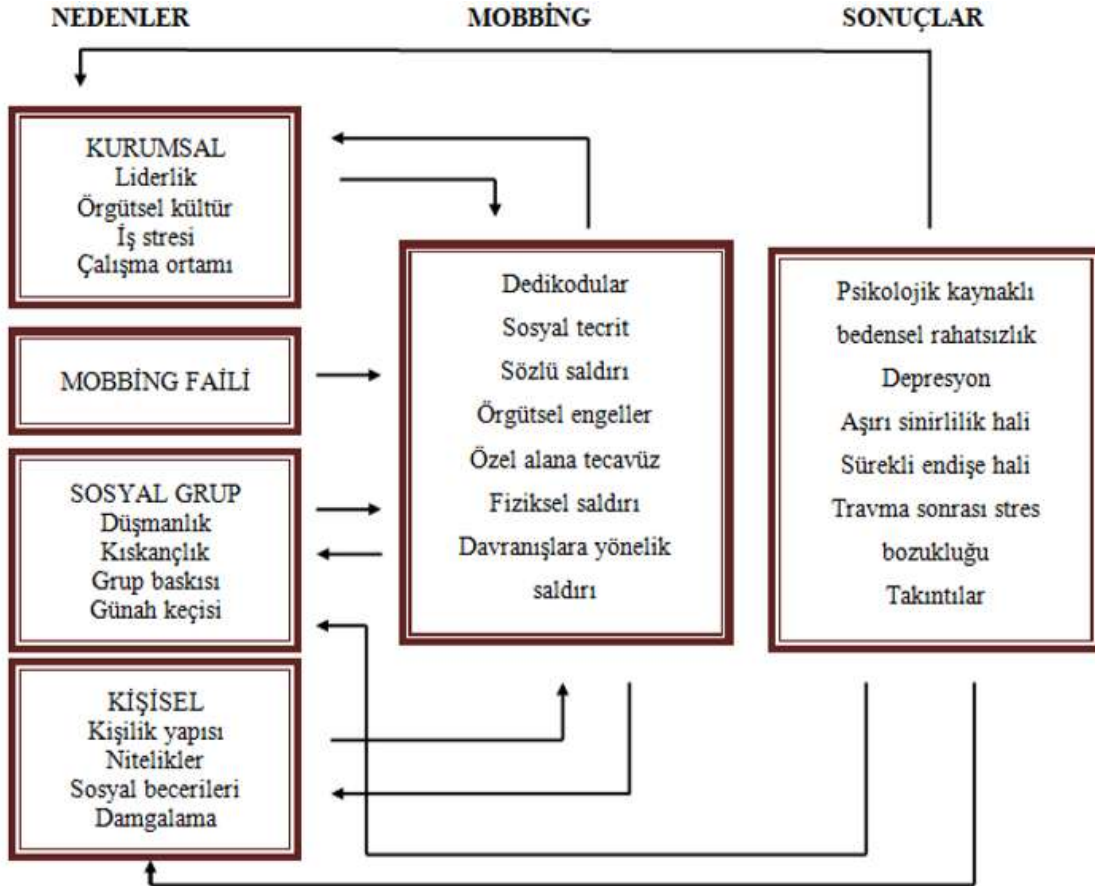 NEDENLER
MOBBİNG
SONUÇLAR
KURUMSAL
Liderlik
Örgütsel kültür
İş stresi
Çalışma ortamı
MOBBİNG FAİLİ
SOSYAL GRUP
Düşmanlık
Kıskançlık
Grup baskısı
Günah keçisi
KİŞİSEL
Kişilik yapısı
Nitelikler
Sosyal becerileri
Damgalama
Dedikodular
Sosyal tecrit
Sözlü saldırı
Örgütsel engeller
Özel alana tecavüz
Fiziksel saldırı
Davranışlara yönelik
saldırı
Psikolojik kaynaklı
bedensel rahatsızlık
Depresyon
Aşırı sinirlilik hali
Sürekli endişe hali
Travma sonrası stres
bozukluğu
Takıntılar